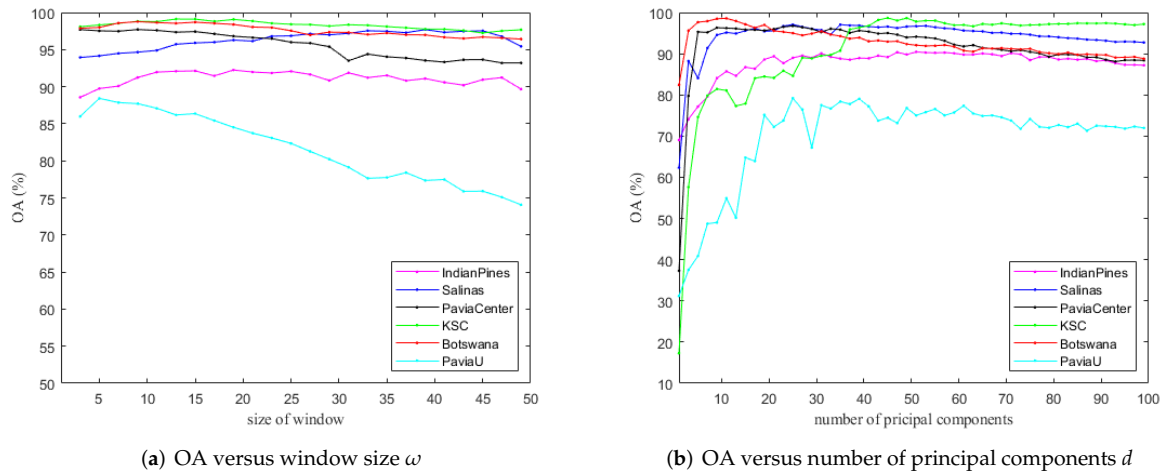 100
95
90
85
80
75
70
65
60
55
50
OA (%)
5 10 15 20 25 30 35 40 45 50
size of window
IndianPines
Salinas
PaviaCenter
KSC
Botswana
PaviaU
(a) OA versus window size ω
100
90
80
70
60
50
40
30
20
10
OA (%)
10 20 30 40 50 60 70 80 90 100
number of pricipal components
IndianPines
Salinas
PaviaCenter
KSC
Botswana
PaviaU
(b) OA versus number of principal components d